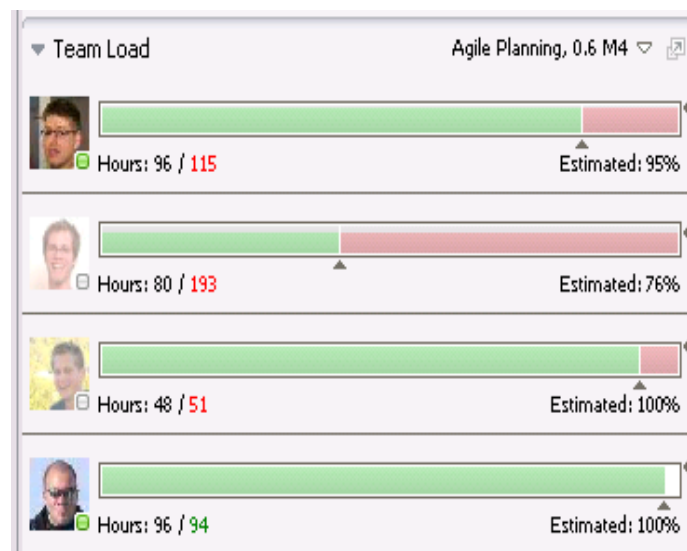 Team Load Agile Planning, 0.6 M4
Hours: 96 / 115 Estimated: 95%
Hours: 80 / 193 Estimated: 76%
Hours: 48 / 51 Estimated: 100%
Hours: 96 / 94 Estimated: 100%